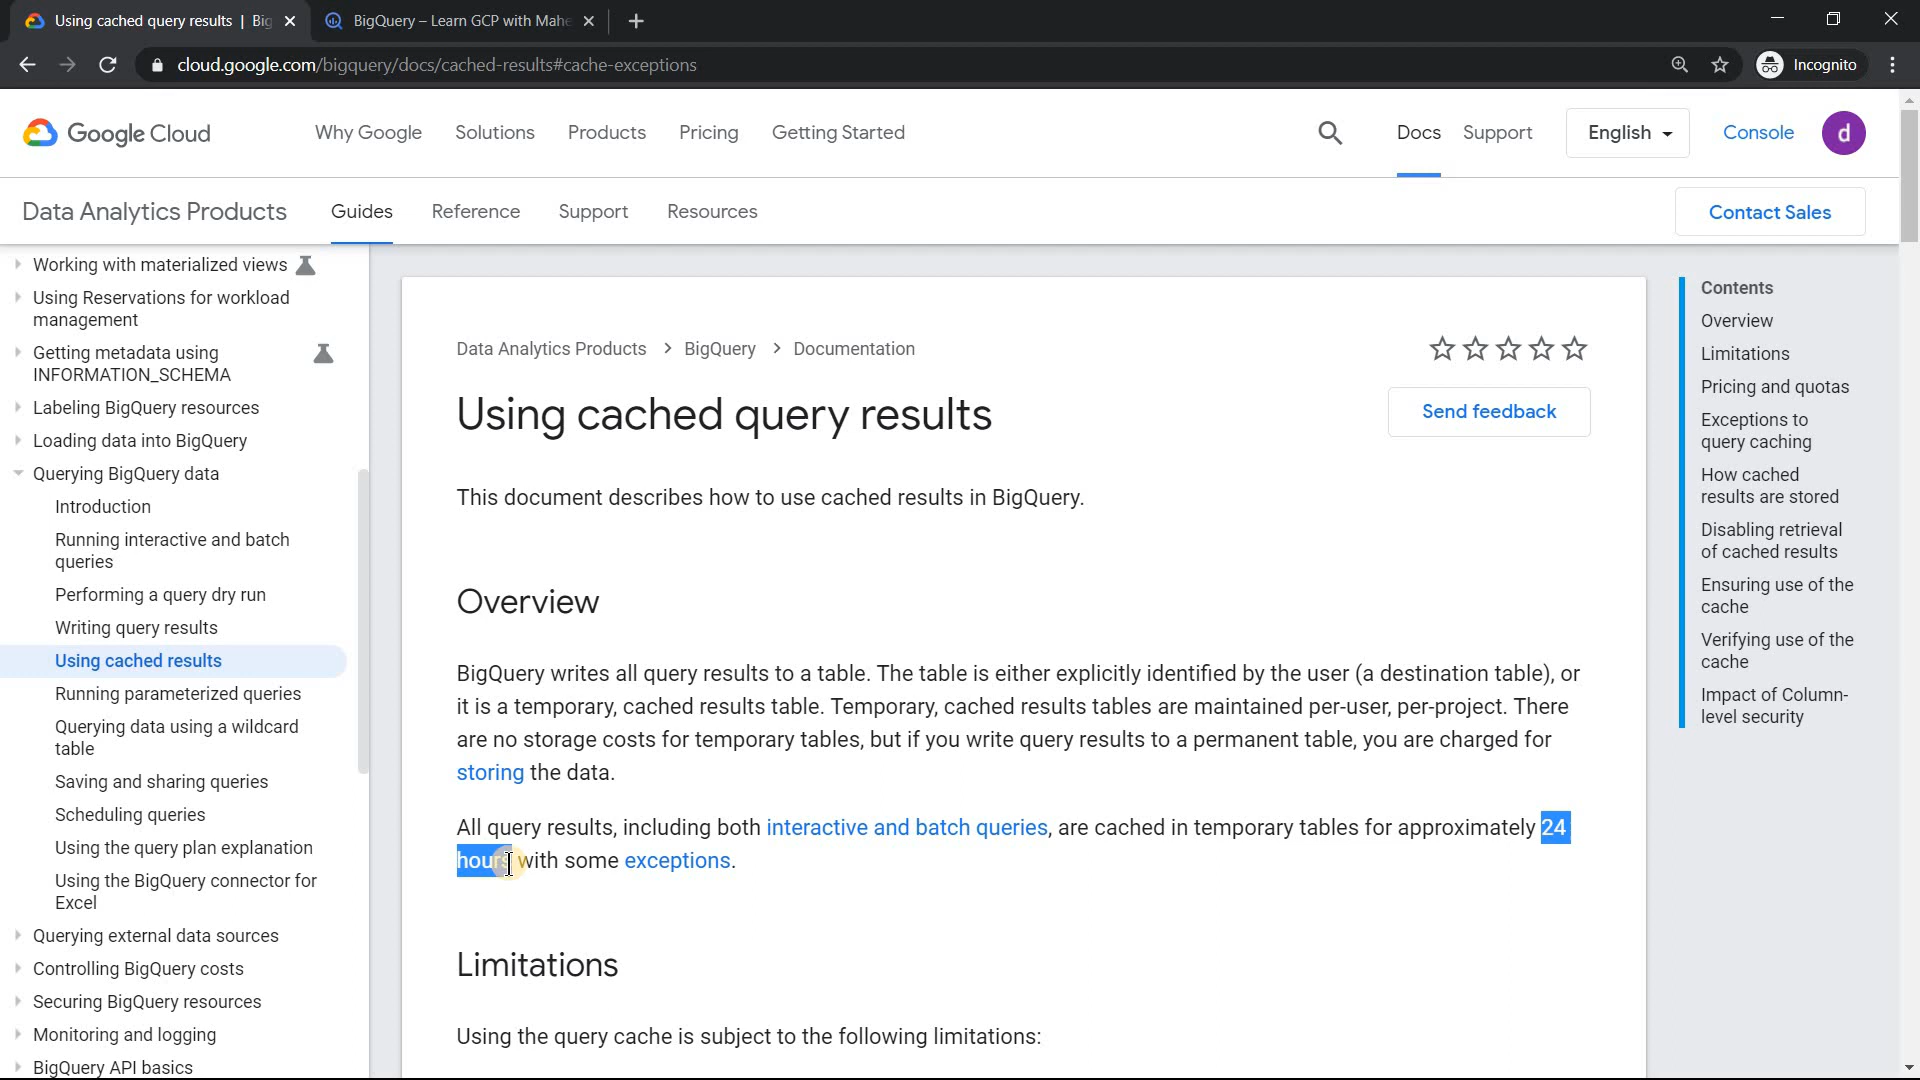 Using cached query results | Big
BigQuery – Learn GCP with Mahe
cloud.google.com/bigquery/docs/cached-results#cache-exceptions
Incognito
Google Cloud
Why Google
Solutions
Products
Pricing
Getting Started
Docs
Support
English
Console
d
Data Analytics Products
Guides
Reference
Support
Resources
Contact Sales
Working with materialized views
Using Reservations for workload
management
Getting metadata using
INFORMATION_SCHEMA
Labeling BigQuery resources
Loading data into BigQuery
Querying BigQuery data
Introduction
Running interactive and batch
queries
Performing a query dry run
Writing query results
Using cached results
Running parameterized queries
Querying data using a wildcard
table
Saving and sharing queries
Scheduling queries
Using the query plan explanation
Using the BigQuery connector for
Excel
Querying external data sources
Controlling BigQuery costs
Securing BigQuery resources
Monitoring and logging
BigQuery API basics
Data Analytics Products > BigQuery > Documentation
Using cached query results
Send feedback
This document describes how to use cached results in BigQuery.
Overview
BigQuery writes all query results to a table. The table is either explicitly identified by the user (a destination table), or
it is a temporary, cached results table. Temporary, cached results tables are maintained per-user, per-project. There
are no storage costs for temporary tables, but if you write query results to a permanent table, you are charged for
storing the data.
All query results, including both interactive and batch queries, are cached in temporary tables for approximately 24
hours with some exceptions.
Limitations
Using the query cache is subject to the following limitations:
Contents
Overview
Limitations
Pricing and quotas
Exceptions to
query caching
How cached
results are stored
Disabling retrieval
of cached results
Ensuring use of the
cache
Verifying use of the
cache
Impact of Column-
level security